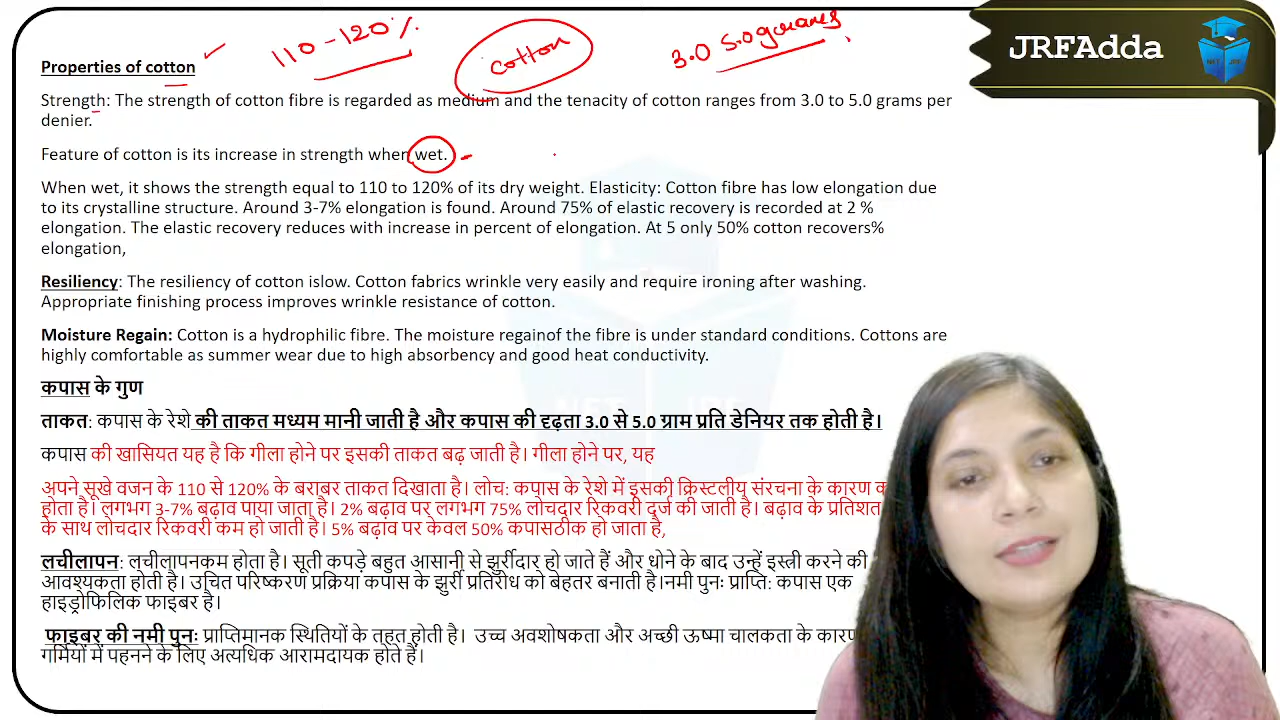 110-120%
cotton
3.0 5.0 grames
JRFAdda
NET JRF
Properties of cotton
Strength: The strength of cotton fibre is regarded as medium and the tenacity of cotton ranges from 3.0 to 5.0 grams per
denier.
Feature of cotton is its increase in strength when wet.
When wet, it shows the strength equal to 110 to 120% of its dry weight. Elasticity: Cotton fibre has low elongation due
to its crystalline structure. Around 3-7% elongation is found. Around 75% of elastic recovery is recorded at 2 %
elongation. The elastic recovery reduces with increase in percent of elongation. At 5 only 50% cotton recovers%
elongation,
Resiliency: The resiliency of cotton islow. Cotton fabrics wrinkle very easily and require ironing after washing.
Appropriate finishing process improves wrinkle resistance of cotton.
Moisture Regain: Cotton is a hydrophilic fibre. The moisture regainof the fibre is under standard conditions. Cottons are
highly comfortable as summer wear due to high absorbency and good heat conductivity.
कपास के गुण
ताकत: कपास के रेशे की ताकत मध्यम मानी जाती है और कपास की दृढ़ता 3.0 से 5.0 ग्राम प्रति डेनियर तक होती है।
कपास की खासियत यह है कि गीला होने पर इसकी ताकत बढ़ जाती है। गीला होने पर, यह
अपने सूखे वजन के 110 से 120% के बराबर ताकत दिखाता है। लोच: कपास के रेशे में इसकी क्रिस्टलीय संरचना के कारण
होता है। लगभग 3-7% बढ़ाव पाया जाता है। 2% बढ़ाव पर लगभग 75% लोचदार रिकवरी दर्ज की जाती है। बढ़ाव के प्रतिशत
के साथ लोचदार रिकवरी कम हो जाती है। 5% बढ़ाव पर केवल 50% कपासठीक हो जाता है,
लचीलापन: लचीलापनकम होता है। सूती कपड़े बहुत आसानी से झुर्रीदार हो जाते हैं और धोने के बाद उन्हें इस्त्री करने की
आवश्यकता होती है। उचित परिष्करण प्रक्रिया कपास के झुर्री प्रतिरोध को बेहतर बनाती है।नमी पुनः प्राप्ति: कपास एक
हाइड्रोफिलिक फाइबर है।
फाइबर की नमी पुनः प्राप्तिमानक स्थितियों के तहत होती है। उच्च अवशोषकता और अच्छी ऊष्मा चालकता के कारण
गर्मियों में पहनने के लिए अत्यधिक आरामदायक होते हैं।